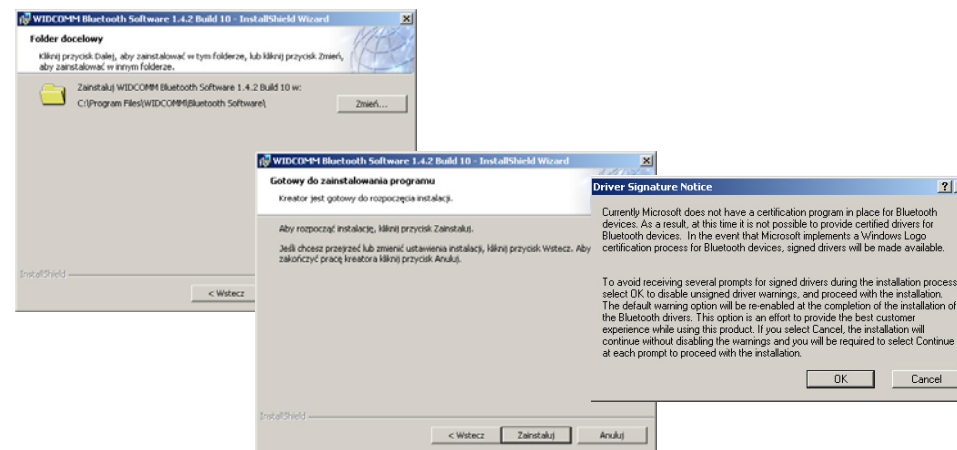 WIDCOMM Bluetooth Software 1.4.2 Build 10 - InstallShield Wizard
Folder docelowy
Kliknij przycisk Dalej, aby zainstalować w tym folderze, lub kliknij przycisk Zmień,
aby zainstalować w innym folderze.
Zainstaluj WIDCOMM Bluetooth Software 1.4.2 Build 10 w:
C:\Program Files\WIDCOMM\Bluetooth Software\
Zmień...
InstallShield
< Wstecz
WIDCOMM Bluetooth Software 1.4.2 Build 10 - InstallShield Wizard
Gotowy do zainstalowania programu
Kreator jest gotowy do rozpoczęcia instalacji.
Aby rozpocząć instalację, kliknij przycisk Zainstaluj.
Jeśli chcesz przejrzeć lub zmienić ustawienia instalacji, kliknij przycisk Wstecz. Aby
zakończyć pracę kreatora kliknij przycisk Anuluj.
InstallShield
< Wstecz
Zainstaluj
Anuluj
Driver Signature Notice
Currently Microsoft does not have a certification program in place for Bluetooth
devices. As a result, at this time it is not possible to provide certified drivers for
Bluetooth devices. In the event that Microsoft implements a Windows Logo
certification process for Bluetooth devices, signed drivers will be made available.
To avoid receiving several prompts for signed drivers during the installation process
select OK to disable unsigned driver warnings, and proceed with the installation.
The default warning option will be re-enabled at the completion of the installation of
the Bluetooth drivers. This option is an effort to provide the best customer
experience while using this product. If you select Cancel, the installation will
continue without disabling the warnings and you will be required to select Continue
at each prompt to proceed with the installation.
OK
Cancel